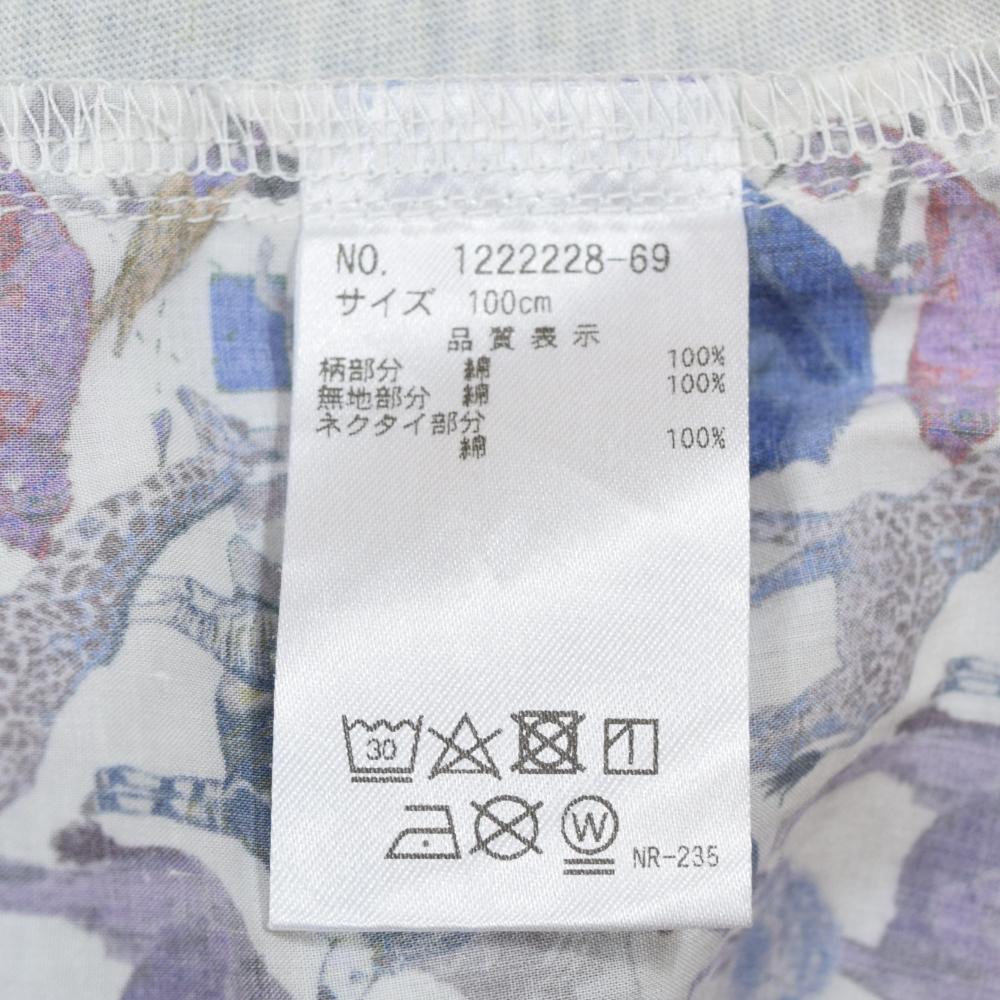 NO. 1222228-69
サイズ 100cm
品質表示
柄部分 綿 100%
無地部分 綿 100%
ネクタイ部分
綿 100%
30
W
NR-235